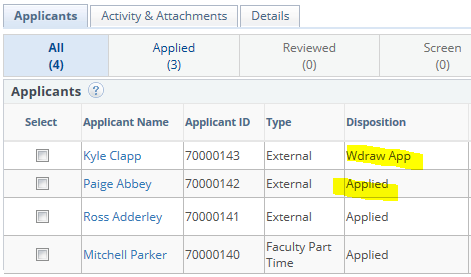 Applicants Activity & Attachments Details
All Applied Reviewed Screen
(4) (3) (0) (0)
Applicants ?
Select Applicant Name Applicant ID Type Disposition
Kyle Clapp 70000143 External Wdraw App
Paige Abbey 70000142 External Applied
Ross Adderley 70000141 External Applied
Mitchell Parker 70000140 Faculty Part Time Applied